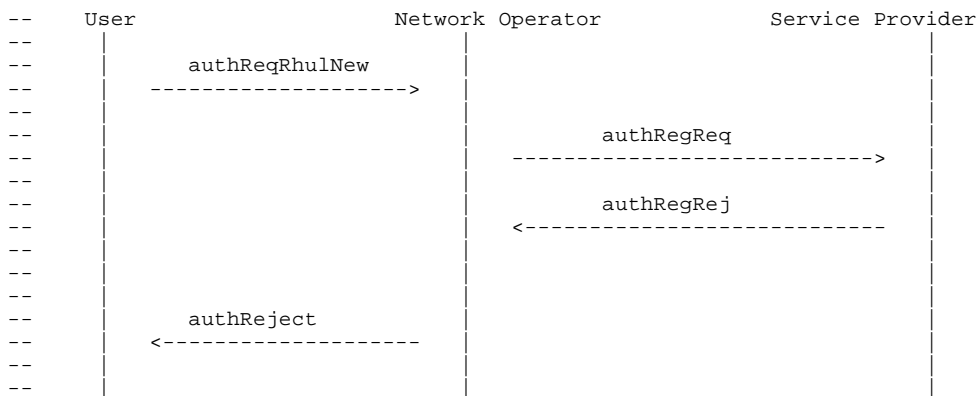 -- User Network Operator Service Provider
-- | | |
-- | authReqRhulNew | |
-- | --------------------> | |
-- | | |
-- | | authRegReq |
-- | | ----------------------------> |
-- | | |
-- | | authRegRej |
-- | | <---------------------------- |
-- | | |
-- | | |
-- | | |
-- | authReject | |
-- | <--------------------- | |
-- | | |
-- | | |